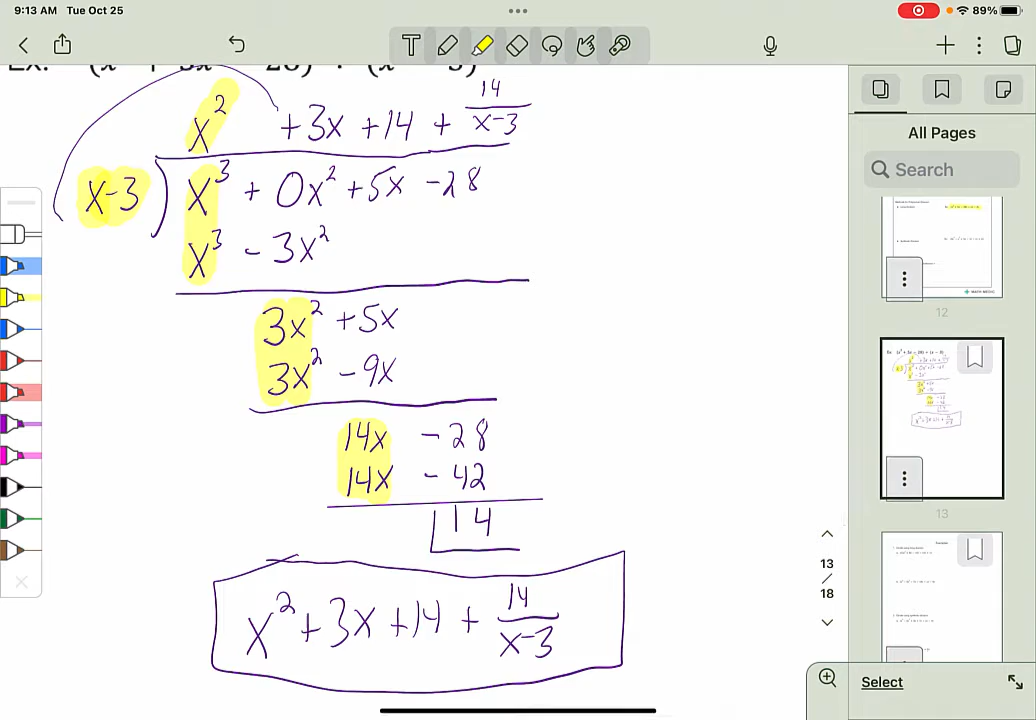 9:13 AM Tue Oct 25
89%
x² +3x +14 + 14/(x-3)
x-3 ) x³ + 0x² +5x -28
x³ - 3x²
3x² +5x
3x² -9x
14x -28
14x -42
14
x² +3x +14 + 14/(x-3)
All Pages
Search
12
13
13
/
18
Select